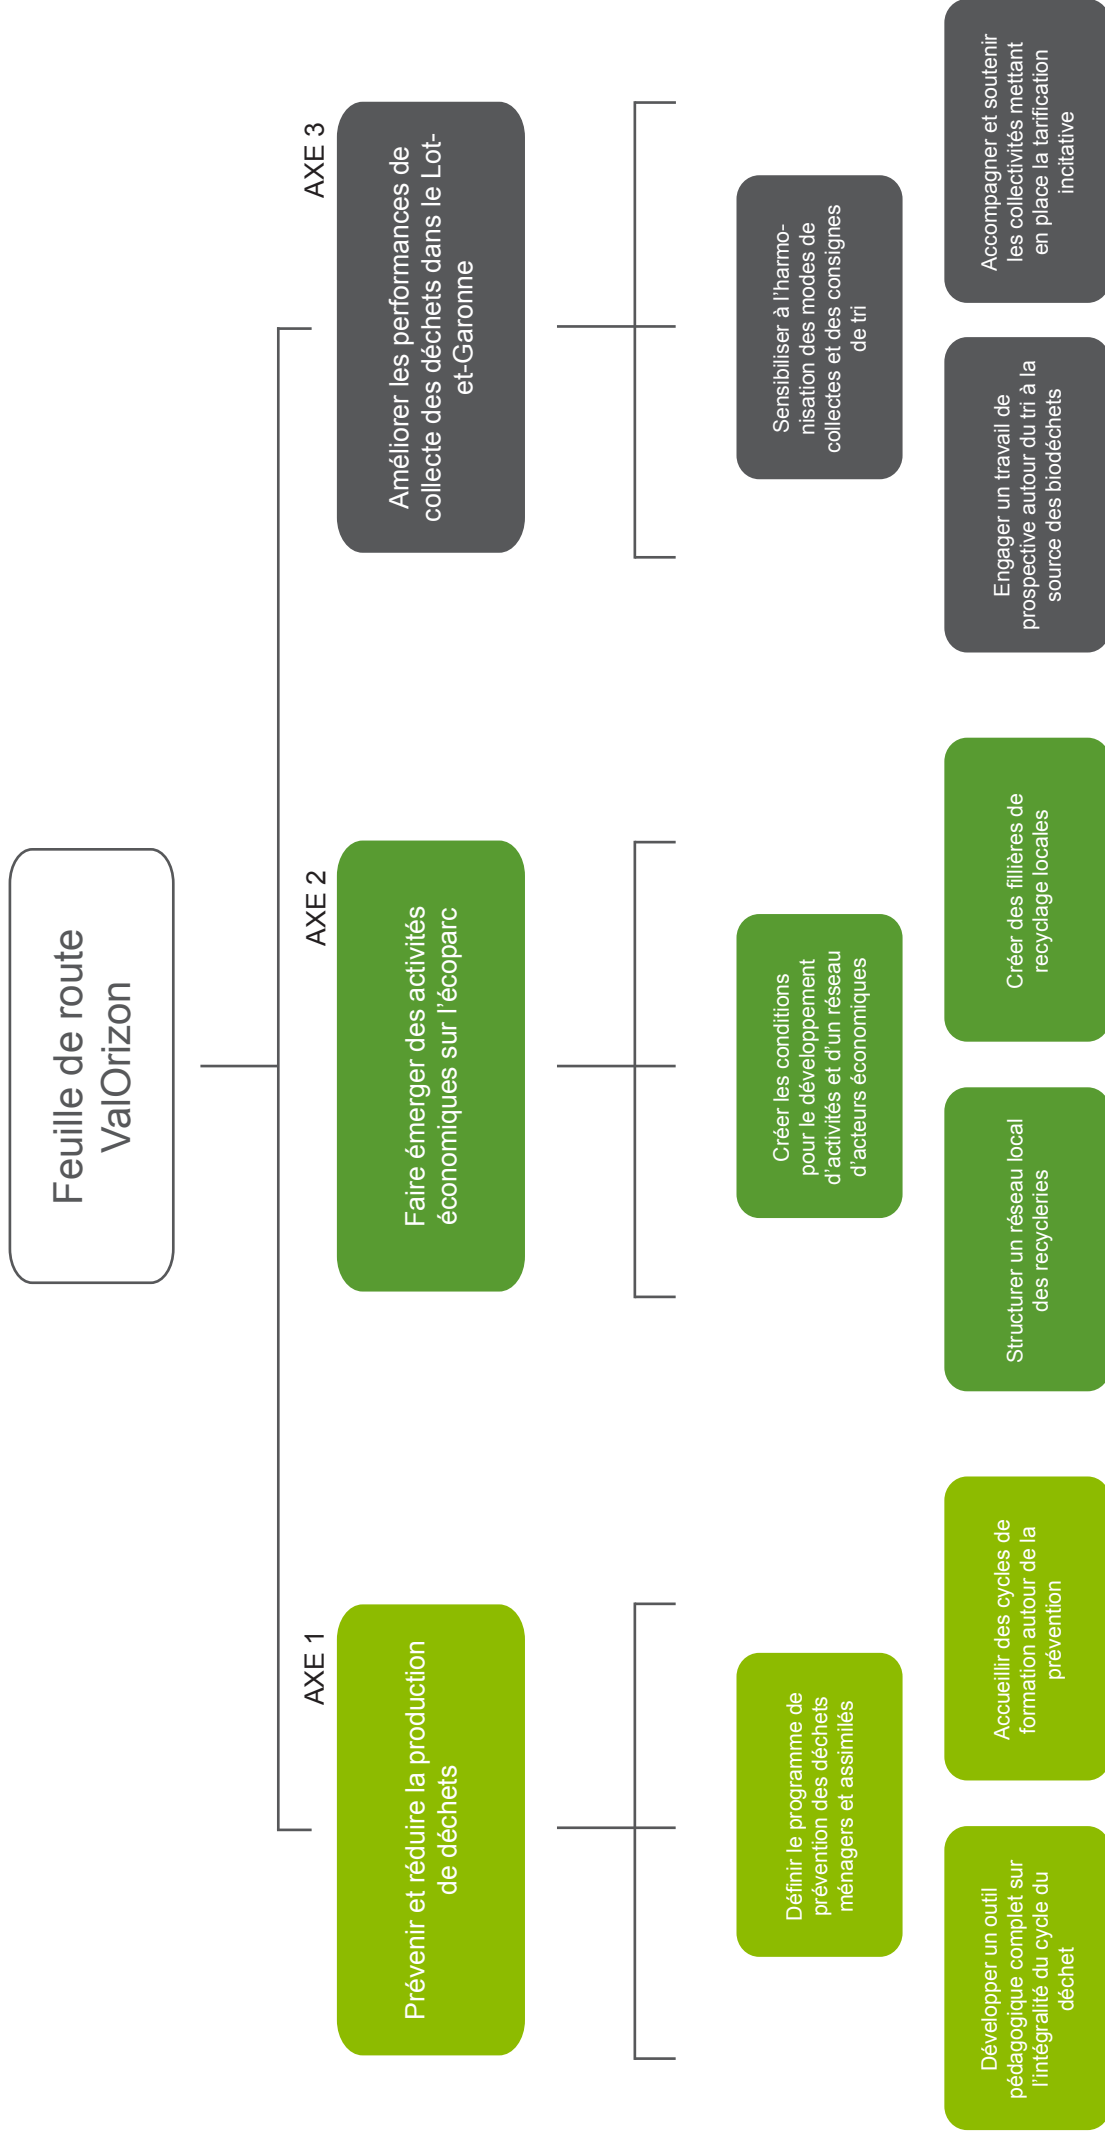 Feuille de route
ValOrizon
AXE 1
Prévenir et réduire la production
de déchets
AXE 2
Faire émerger des activités
économiques sur l’écoparc
AXE 3
Améliorer les performances de
collecte des déchets dans le Lot-
et-Garonne
Définir le programme de
prévention des déchets
ménagers et assimilés
Créer les conditions
pour le développement
d’activités et d’un réseau
d’acteurs économiques
Sensibiliser à l’harmo-
nisation des modes de
collectes et des consignes
de tri
Développer un outil
pédagogique complet sur
l’intégralité du cycle du
déchet
Accueillir des cycles de
formation autour de la
prévention
Structurer un réseau local
des recycleries
Créer des fillières de
recyclage locales
Engager un travail de
prospective autour du tri à la
source des biodéchets
Accompagner et soutenir
les collectivités mettant
en place la tarification
incitative